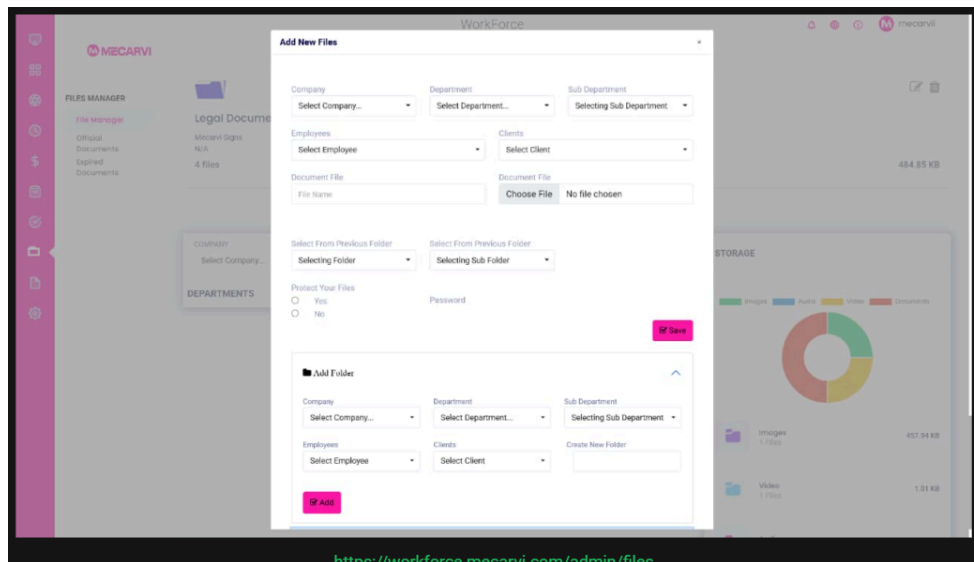 WorkForce
mecarvi
MECARVI
Add New Files
×
FILES MANAGER
File Manager
Official Documents
Expired Documents
Legal Docume
Mecarvi Signs
N/A
4 files
484.85 KB
Company Department Sub Department
Select Company... Select Department... Selecting Sub Department
Employees Clients
Select Employee Select Client
Document File Document File
File Name Choose File No file chosen
Select From Previous Folder Select From Previous Folder
Selecting Folder Selecting Sub Folder
Protect Your Files
Yes Password
No
Save
COMPANY
Select Company...
DEPARTMENTS
STORAGE
Images Audio Video Documents
Add Folder
Company Department Sub Department
Select Company... Select Department... Selecting Sub Department
Employees Clients Create New Folder
Select Employee Select Client
Add
Images 457.94 KB
1 Files
Video 1.01 KB
1 Files
https://workforce.mecarvi.com/admin/files